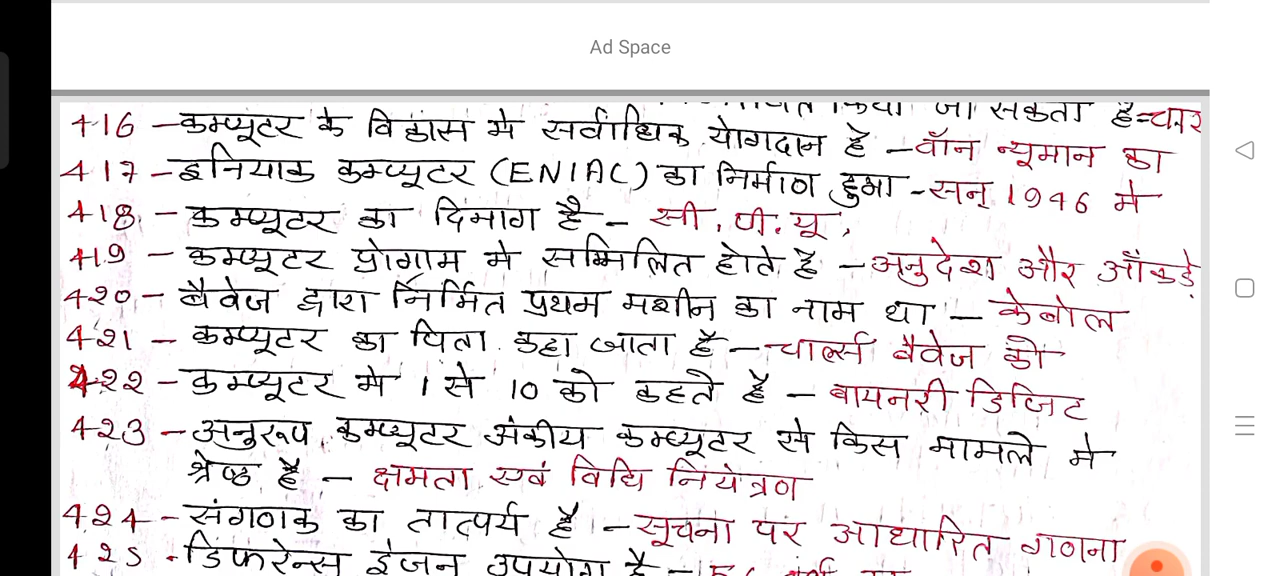 Ad Space
किया जा सकता है=चार
416 - कम्प्यूटर के विकास मे सर्वाधिक योगदान है - वॉन न्यूमान का
417 - इनियाक कम्प्यूटर (ENIAC) का निर्माण हुआ - सन् 1946 मे
418 - कम्प्यूटर का दिमाग है - सी.पी.यू.
419 - कम्प्यूटर प्रोगाम मे सम्मिलित होते है - अनुदेश और आँकड़े
420 - बैवेज द्वारा निर्मित प्रथम मशीन का नाम था - केबोल
421 - कम्प्यूटर का पिता कहा जाता है - चार्ल्स बैवेज को
422 - कम्प्यूटर मे 1 से 10 को कहते है - बायनरी डिजिट
423 - अनुरूप कम्प्यूटर अंकीय कम्प्यूटर से किस मामले मे
श्रेष्ठ है - क्षमता एवं विधि नियंत्रण
424 - संगणक का तात्पर्य है - सूचना पर आधारित गणना
425 - डिफरेन्स इंजन उपयोग है -